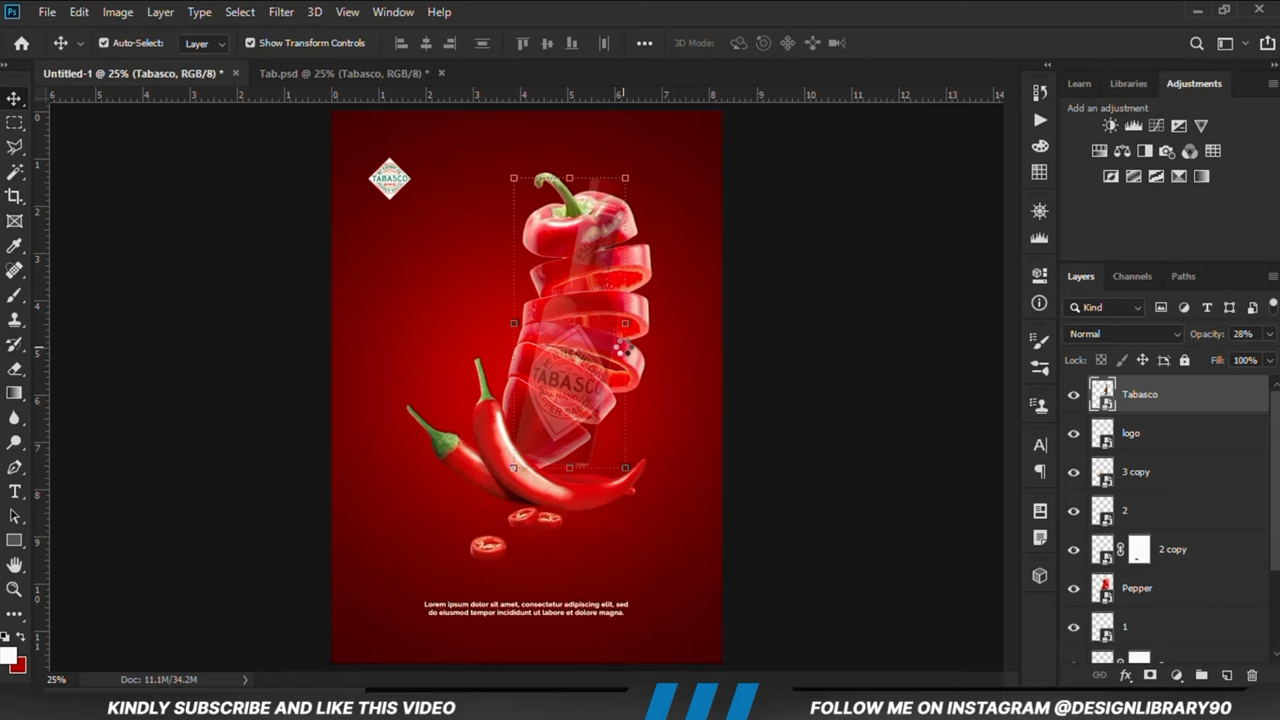 Ps File Edit Image Layer Type Select Filter 3D View Window Help
Auto-Select: Layer Show Transform Controls 3D Mode:
Untitled-1 @ 25% (Tabasco, RGB/8) * × Tab.psd @ 25% (Tabasco, RGB/8) * ×
Learn Libraries Adjustments
Add an adjustment
TABASCO
TABASCO
Lorem ipsum dolor sit amet, consectetur adipiscing elit, sed
do eiusmod tempor incididunt ut labore et dolore magna.
Layers Channels Paths
Kind
Normal Opacity: 28%
Lock: Fill: 100%
Tabasco
logo
3 copy
2
2 copy
Pepper
1
25% Doc: 11.1M/34.2M
KINDLY SUBSCRIBE AND LIKE THIS VIDEO
FOLLOW ME ON INSTAGRAM @DESIGNLIBRARY90